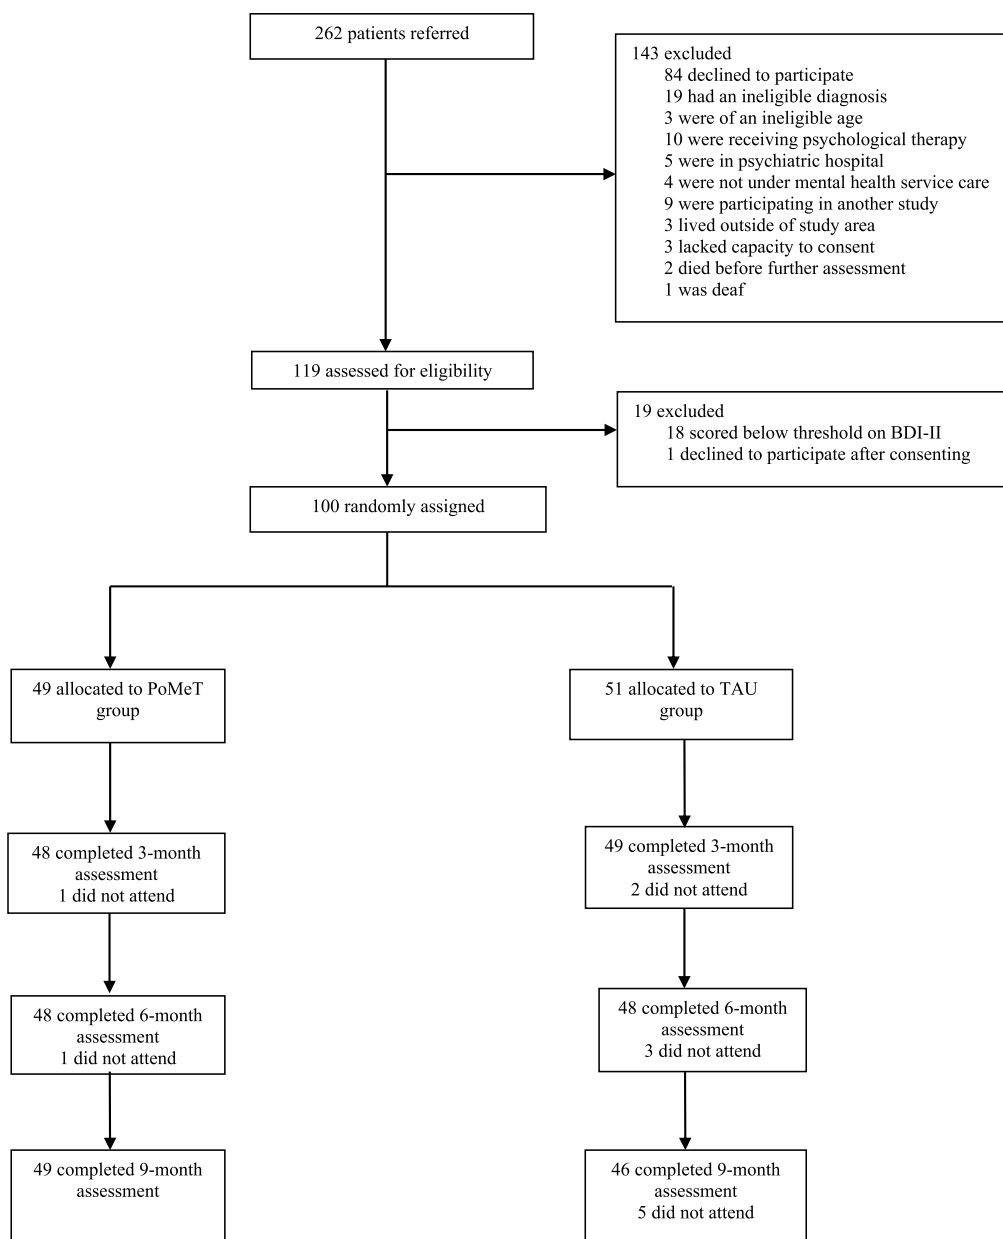 262 patients referred
143 excluded
84 declined to participate
19 had an ineligible diagnosis
3 were of an ineligible age
10 were receiving psychological therapy
5 were in psychiatric hospital
4 were not under mental health service care
9 were participating in another study
3 lived outside of study area
3 lacked capacity to consent
2 died before further assessment
1 was deaf
119 assessed for eligibility
19 excluded
18 scored below threshold on BDI-II
1 declined to participate after consenting
100 randomly assigned
49 allocated to PoMeT
group
51 allocated to TAU
group
48 completed 3-month
assessment
1 did not attend
49 completed 3-month
assessment
2 did not attend
48 completed 6-month
assessment
1 did not attend
48 completed 6-month
assessment
3 did not attend
49 completed 9-month
assessment
46 completed 9-month
assessment
5 did not attend